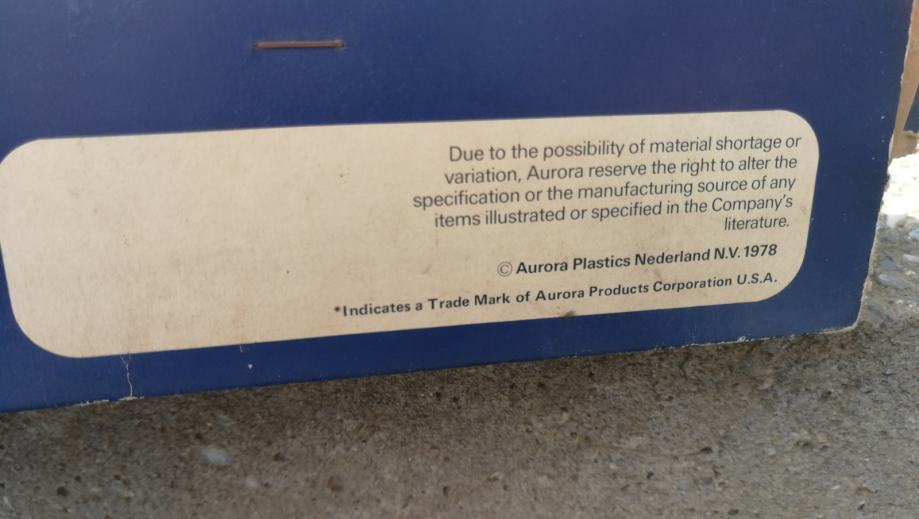 Due to the possibility of material shortage or
variation, Aurora reserve the right to alter the
specification or the manufacturing source of any
items illustrated or specified in the Company's
literature.
© Aurora Plastics Nederland N.V. 1978
*Indicates a Trade Mark of Aurora Products Corporation U.S.A.